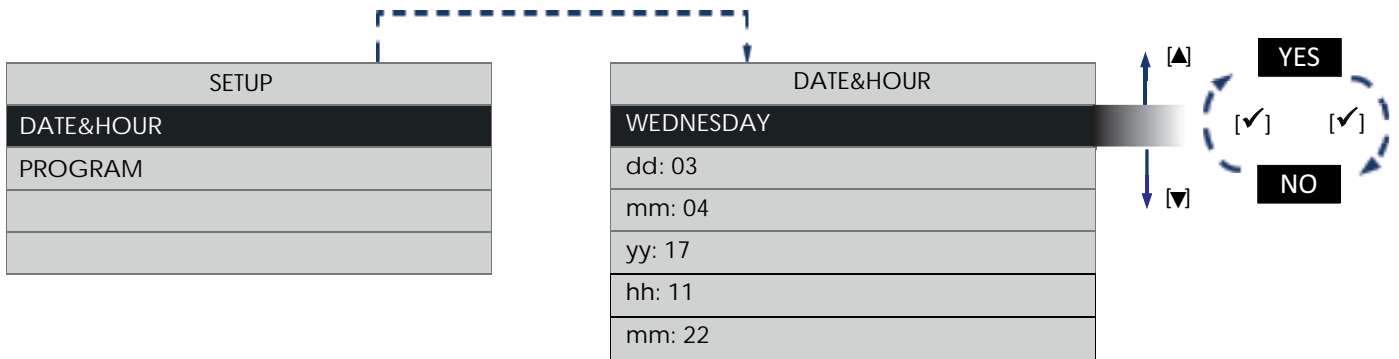 SETUP
DATE&HOUR
PROGRAM
DATE&HOUR
WEDNESDAY
dd: 03
mm: 04
yy: 17
hh: 11
mm: 22
[▲]
[▼]
YES
[✓] [✓]
NO